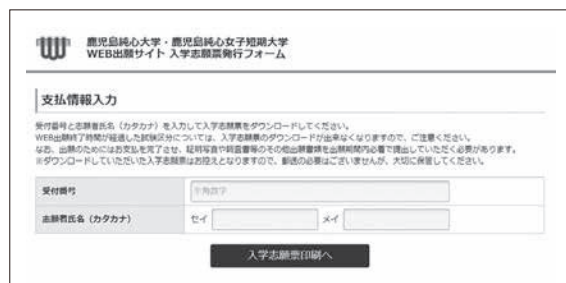 鹿児島純心大学・鹿児島純心女子短期大学
WEB出願サイト 入学志願票発行フォーム
支払情報入力
受付番号と志願者氏名（カタカナ）を入力して入学志願票をダウンロードしてください。
WEB出願終了時間が経過した試験区分については、入学志願票のダウンロードが出来なくなりますので、ご注意ください。
なお、出願のためにはお支払を完了させ、証明写真や調査書等のその他出願書類を出願期間内必着で提出していただく必要があります。
※ダウンロードしていただいた入学志願票はお控えとなりますので、郵送の必要はございませんが、大切に保管してください。
受付番号
半角数字
志願者氏名（カタカナ）
セイ メイ
入学志願票印刷へ